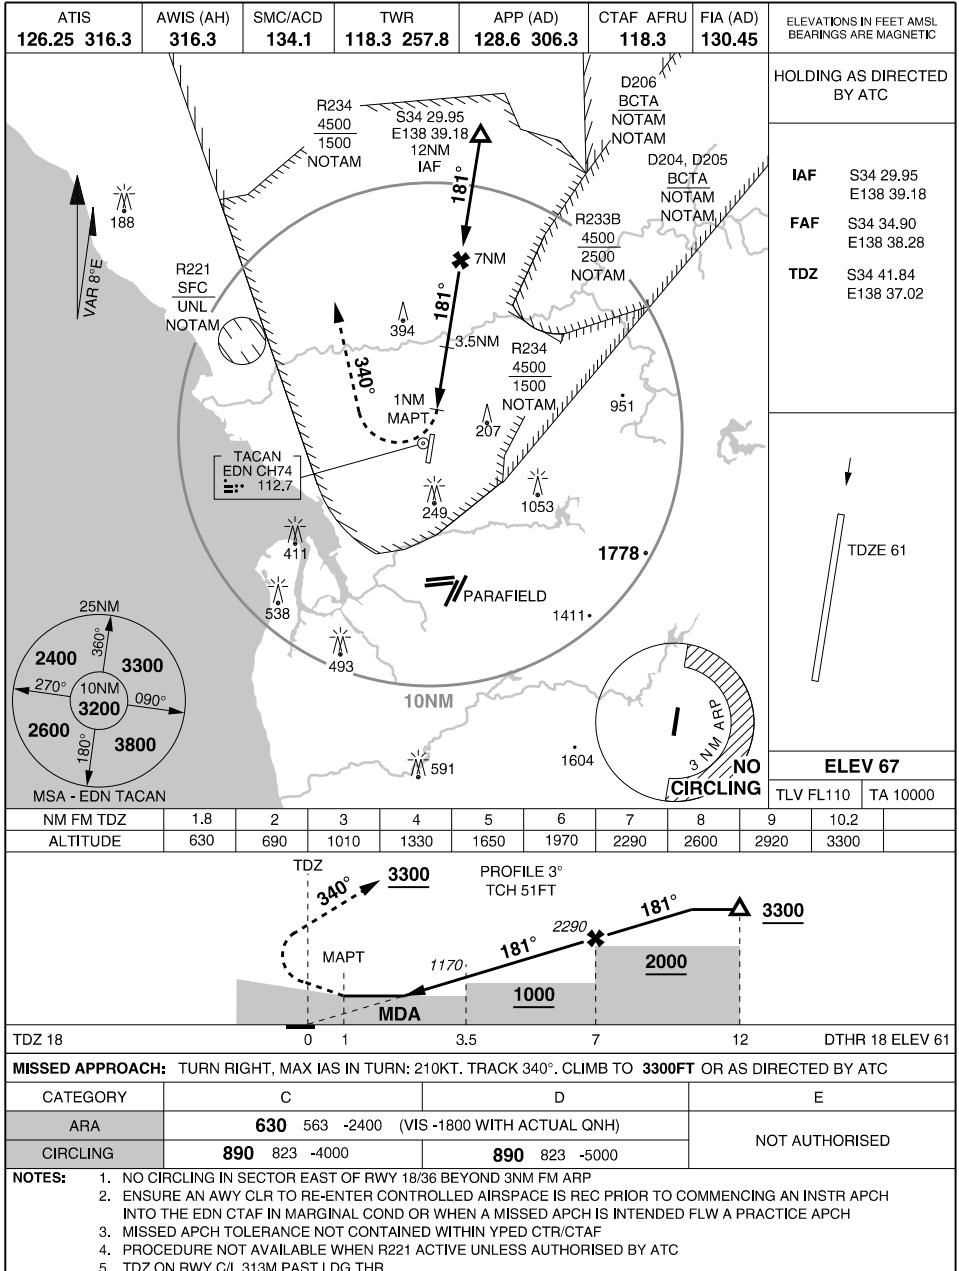 ATIS
126.25 316.3
AWIS (AH)
316.3
SMC/ACD
134.1
TWR
118.3 257.8
APP (AD)
128.6 306.3
CTAF AFRU
118.3
FIA (AD)
130.45
ELEVATIONS IN FEET AMSL
BEARINGS ARE MAGNETIC
HOLDING AS DIRECTED
BY ATC
IAF S34 29.95
E138 39.18
FAF S34 34.90
E138 38.28
TDZ S34 41.84
E138 37.02
D206
BCTA
NOTAM
NOTAM
R234
4500
1500
NOTAM
S34 29.95
E138 39.18
12NM
IAF
D204, D205
BCTA
NOTAM
NOTAM
181°
188
VAR 8°E
R233B
4500
2500
NOTAM
7NM
R221
SFC
UNL
NOTAM
181°
394
3.5NM
340°
R234
4500
1500
NOTAM
1NM
MAPT
951
207
TACAN
EDN CH74
112.7
249
1053
411
1778
TDZE 61
538
PARAFIELD
1411
493
25NM
360°
2400
3300
270°
10NM
3200
090°
2600
3800
180°
MSA - EDN TACAN
10NM
591
1604
3 NM ARP
NO
CIRCLING
ELEV 67
TLV FL110 TA 10000
NM FM TDZ 1.8 2 3 4 5 6 7 8 9 10.2
ALTITUDE 630 690 1010 1330 1650 1970 2290 2600 2920 3300
TDZ
PROFILE 3°
TCH 51FT
340°
3300
181°
3300
2290
181°
MAPT
1170
2000
1000
MDA
TDZ 18 0 1 3.5 7 12 DTHR 18 ELEV 61
MISSED APPROACH: TURN RIGHT, MAX IAS IN TURN: 210KT. TRACK 340°. CLIMB TO 3300FT OR AS DIRECTED BY ATC
CATEGORY C D E
ARA 630 563 -2400 (VIS -1800 WITH ACTUAL QNH)
NOT AUTHORISED
CIRCLING 890 823 -4000 890 823 -5000
NOTES: 1. NO CIRCLING IN SECTOR EAST OF RWY 18/36 BEYOND 3NM FM ARP
2. ENSURE AN AWY CLR TO RE-ENTER CONTROLLED AIRSPACE IS REC PRIOR TO COMMENCING AN INSTR APCH
INTO THE EDN CTAF IN MARGINAL COND OR WHEN A MISSED APCH IS INTENDED FLW A PRACTICE APCH
3. MISSED APCH TOLERANCE NOT CONTAINED WITHIN YPED CTR/CTAF
4. PROCEDURE NOT AVAILABLE WHEN R221 ACTIVE UNLESS AUTHORISED BY ATC
5. TDZ ON RWY C/L 313M PAST LDG THR